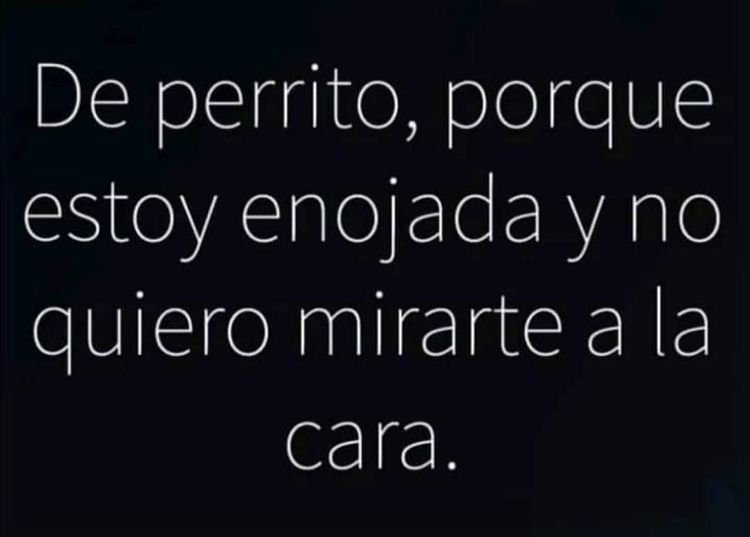 De perrito, porque
estoy enojada y no
quiero mirarte a la
cara.